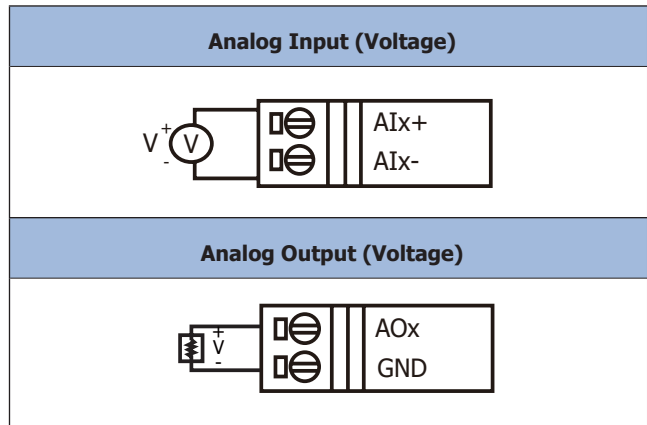 Analog Input (Voltage)
V + V -
AIx+
AIx-
Analog Output (Voltage)
+ V -
AOx
GND